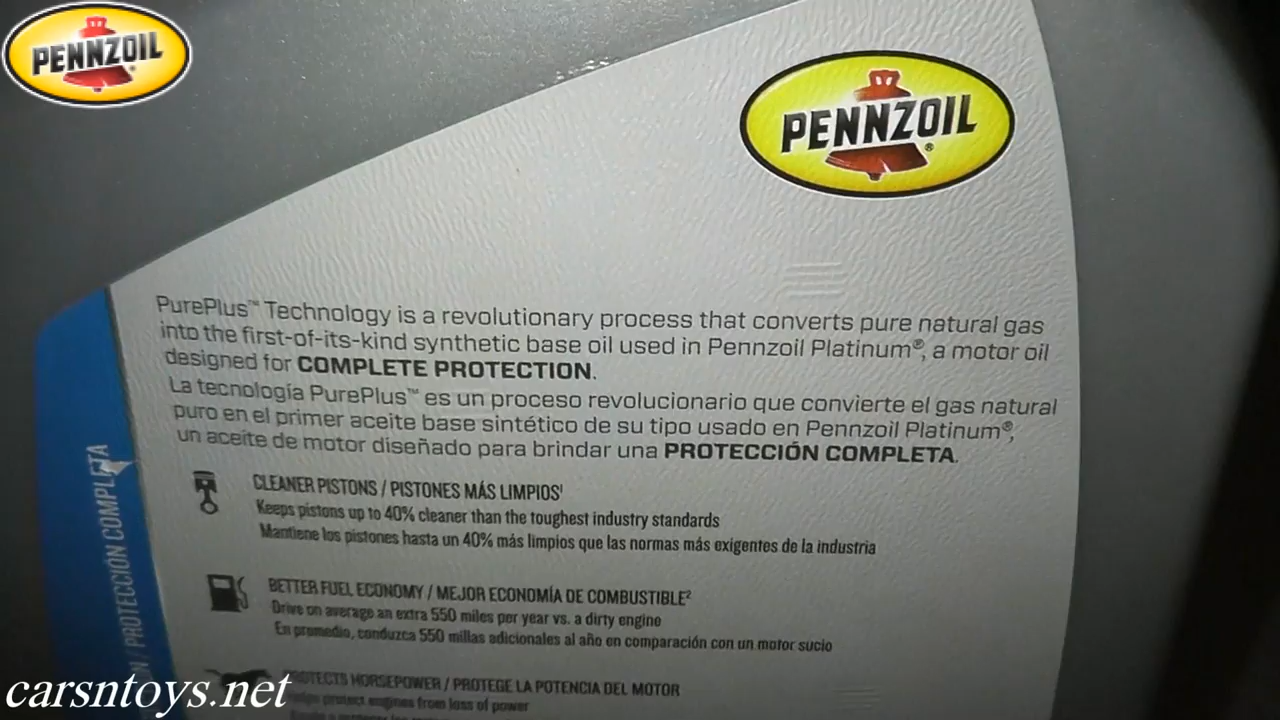 PENNZOIL
PENNZOIL®
PurePlus™ Technology is a revolutionary process that converts pure natural gas
into the first-of-its-kind synthetic base oil used in Pennzoil Platinum®, a motor oil
designed for COMPLETE PROTECTION.
La tecnología PurePlus™ es un proceso revolucionario que convierte el gas natural
puro en el primer aceite base sintético de su tipo usado en Pennzoil Platinum®,
un aceite de motor diseñado para brindar una PROTECCIÓN COMPLETA.
CLEANER PISTONS / PISTONES MÁS LIMPIOS¹
Keeps pistons up to 40% cleaner than the toughest industry standards
Mantiene los pistones hasta un 40% más limpios que las normas más exigentes de la industria
BETTER FUEL ECONOMY / MEJOR ECONOMÍA DE COMBUSTIBLE²
Drive on average an extra 550 miles per year vs. a dirty engine
En promedio, conduzca 550 millas adicionales al año en comparación con un motor sucio
PROTECTS HORSEPOWER / PROTEGE LA POTENCIA DEL MOTOR
protect engines from loss of power
/ PROTECCIÓN COMPLETA
carsntoys.net